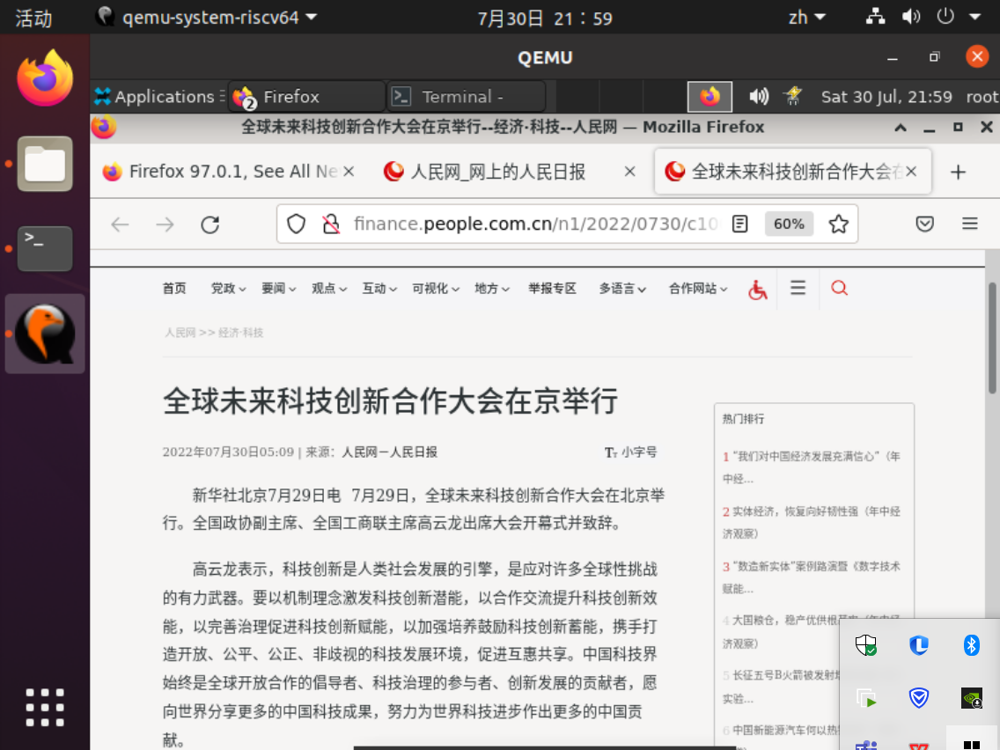 活动
qemu-system-riscv64
7月30日 21：59
zh
QEMU
Applications
2
Firefox
Terminal -
Sat 30 Jul, 21:59
root
全球未来科技创新合作大会在京举行--经济·科技--人民网 — Mozilla Firefox
Firefox 97.0.1, See All Ne
人民网_网上的人民日报
全球未来科技创新合作大会在
finance.people.com.cn/n1/2022/0730/c10
60%
首页 党政 要闻 观点 互动 可视化 地方 举报专区 多语言 合作网站
人民网 >> 经济·科技
全球未来科技创新合作大会在京举行
2022年07月30日05:09 | 来源：人民网－人民日报
TT 小字号
新华社北京7月29日电 7月29日，全球未来科技创新合作大会在北京举
行。全国政协副主席、全国工商联主席高云龙出席大会开幕式并致辞。
高云龙表示，科技创新是人类社会发展的引擎，是应对许多全球性挑战
的有力武器。要以机制理念激发科技创新潜能，以合作交流提升科技创新效
能，以完善治理促进科技创新赋能，以加强培养鼓励科技创新蓄能，携手打
造开放、公平、公正、非歧视的科技发展环境，促进互惠共享。中国科技界
始终是全球开放合作的倡导者、科技治理的参与者、创新发展的贡献者，愿
向世界分享更多的中国科技成果，努力为世界科技进步作出更多的中国贡
献。
热门排行
1 “我们对中国经济发展充满信心”（年
中经…
2 实体经济，恢复向好韧性强（年中经
济观察）
3 “数造新实体”案例路演暨《数字技术
赋能…
4 大国粮仓，稳产优供根
济观察）
5 长征五号B火箭被发射
实验…
6 中国新能源汽车何以热